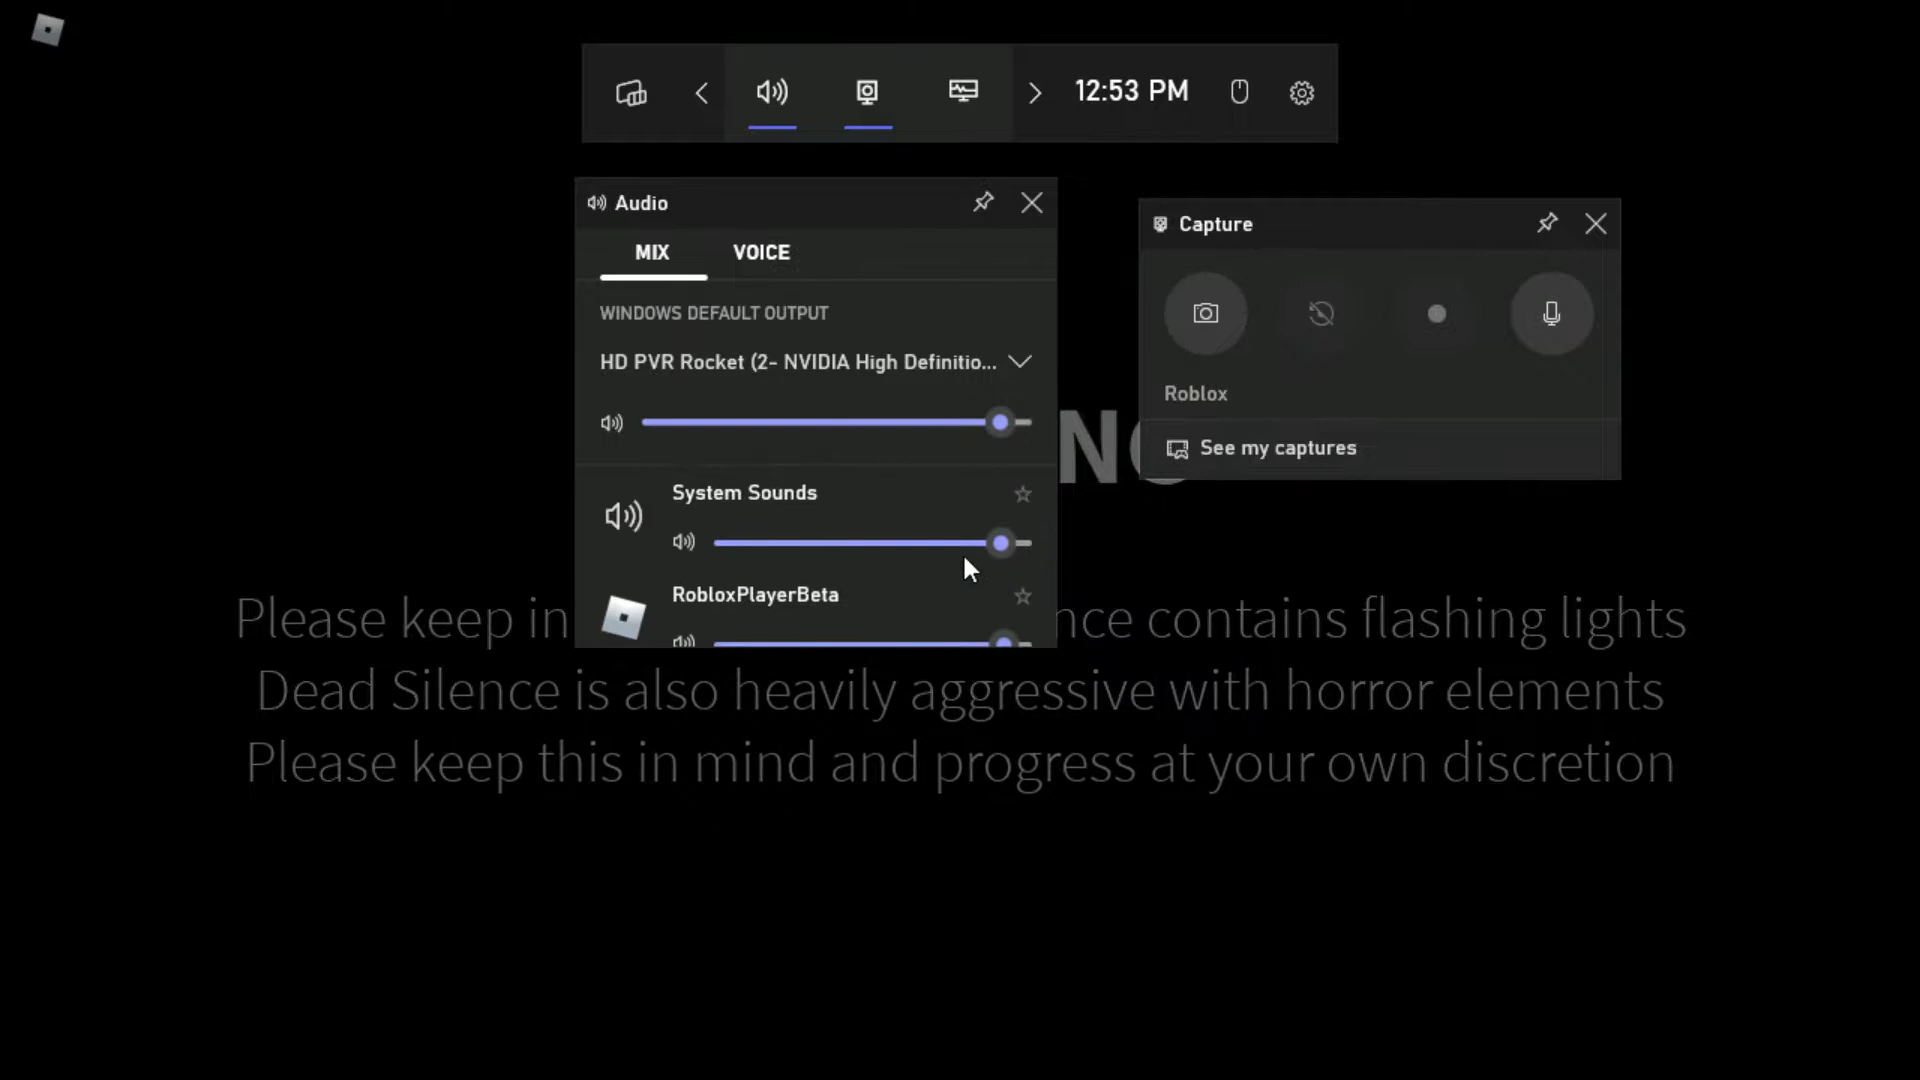 12:53 PM
Audio
MIX VOICE
WINDOWS DEFAULT OUTPUT
HD PVR Rocket (2- NVIDIA High Definitio...
System Sounds
RobloxPlayerBeta
Capture
Roblox
See my captures
Please keep in nce contains flashing lights
Dead Silence is also heavily aggressive with horror elements
Please keep this in mind and progress at your own discretion